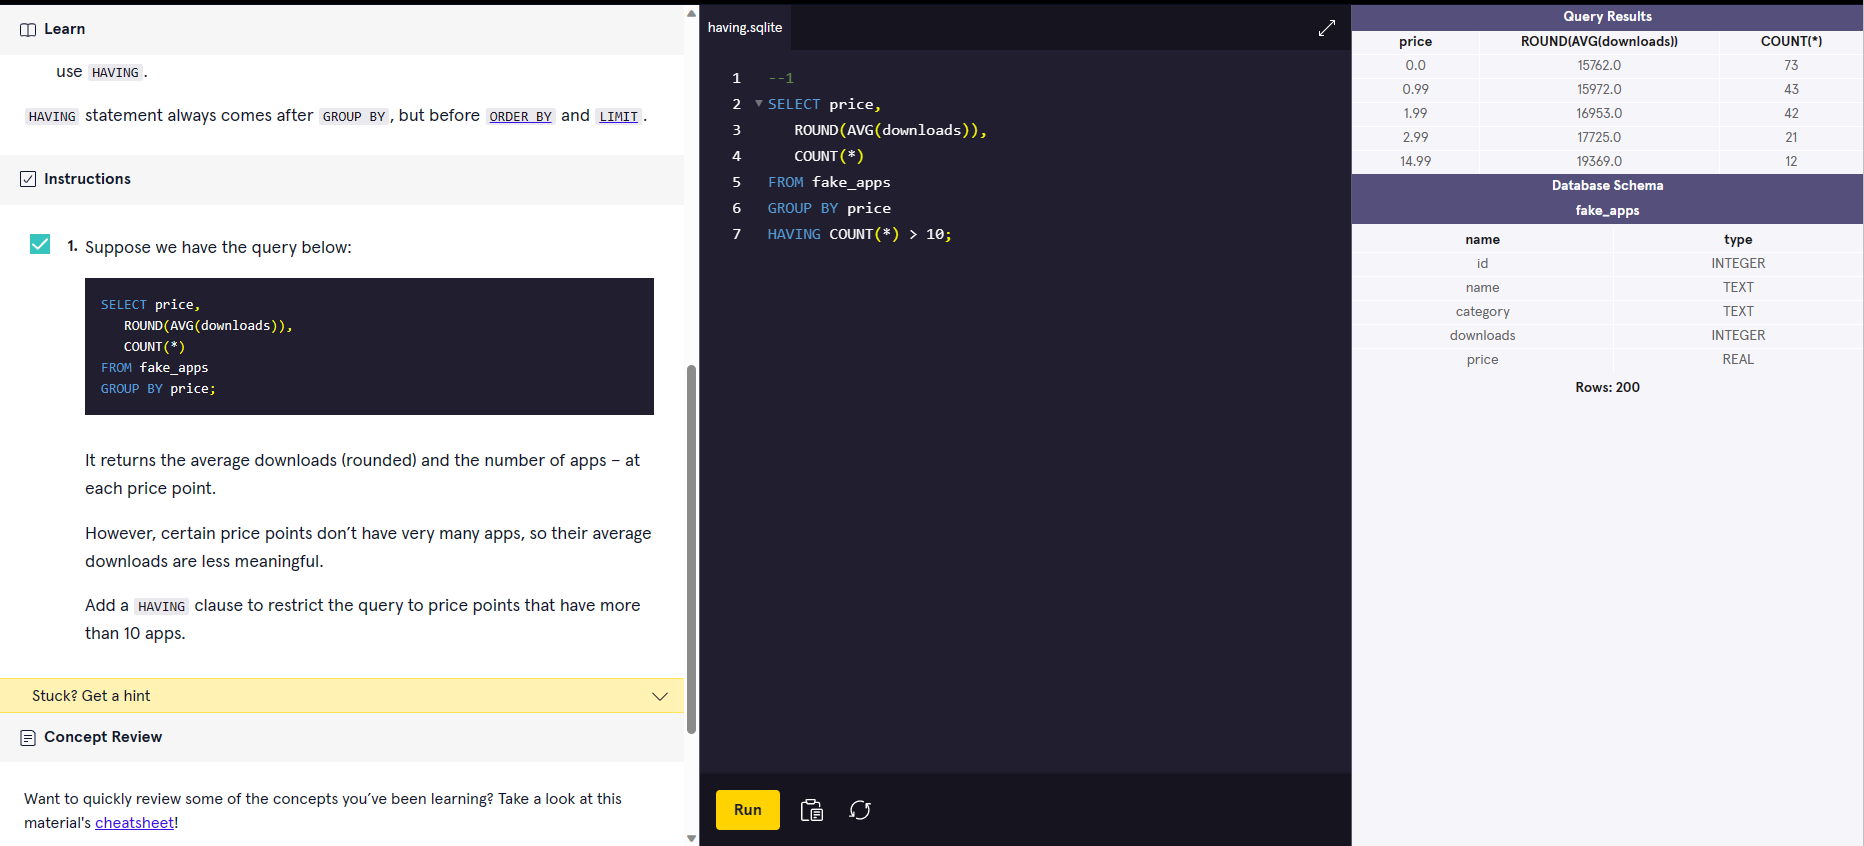 Learn
use HAVING.
HAVING statement always comes after GROUP BY, but before ORDER BY and LIMIT.
Instructions
1. Suppose we have the query below:
SELECT price,
ROUND(AVG(downloads)),
COUNT(*)
FROM fake_apps
GROUP BY price;
It returns the average downloads (rounded) and the number of apps – at
each price point.
However, certain price points don’t have very many apps, so their average
downloads are less meaningful.
Add a HAVING clause to restrict the query to price points that have more
than 10 apps.
Stuck? Get a hint
Concept Review
Want to quickly review some of the concepts you’ve been learning? Take a look at this
material's cheatsheet!
having.sqlite
1 --1
2 SELECT price,
3 ROUND(AVG(downloads)),
4 COUNT(*)
5 FROM fake_apps
6 GROUP BY price
7 HAVING COUNT(*) > 10;
Run
Query Results
price ROUND(AVG(downloads)) COUNT(*)
0.0 15762.0 73
0.99 15972.0 43
1.99 16953.0 42
2.99 17725.0 21
14.99 19369.0 12
Database Schema
fake_apps
name type
id INTEGER
name TEXT
category TEXT
downloads INTEGER
price REAL
Rows: 200